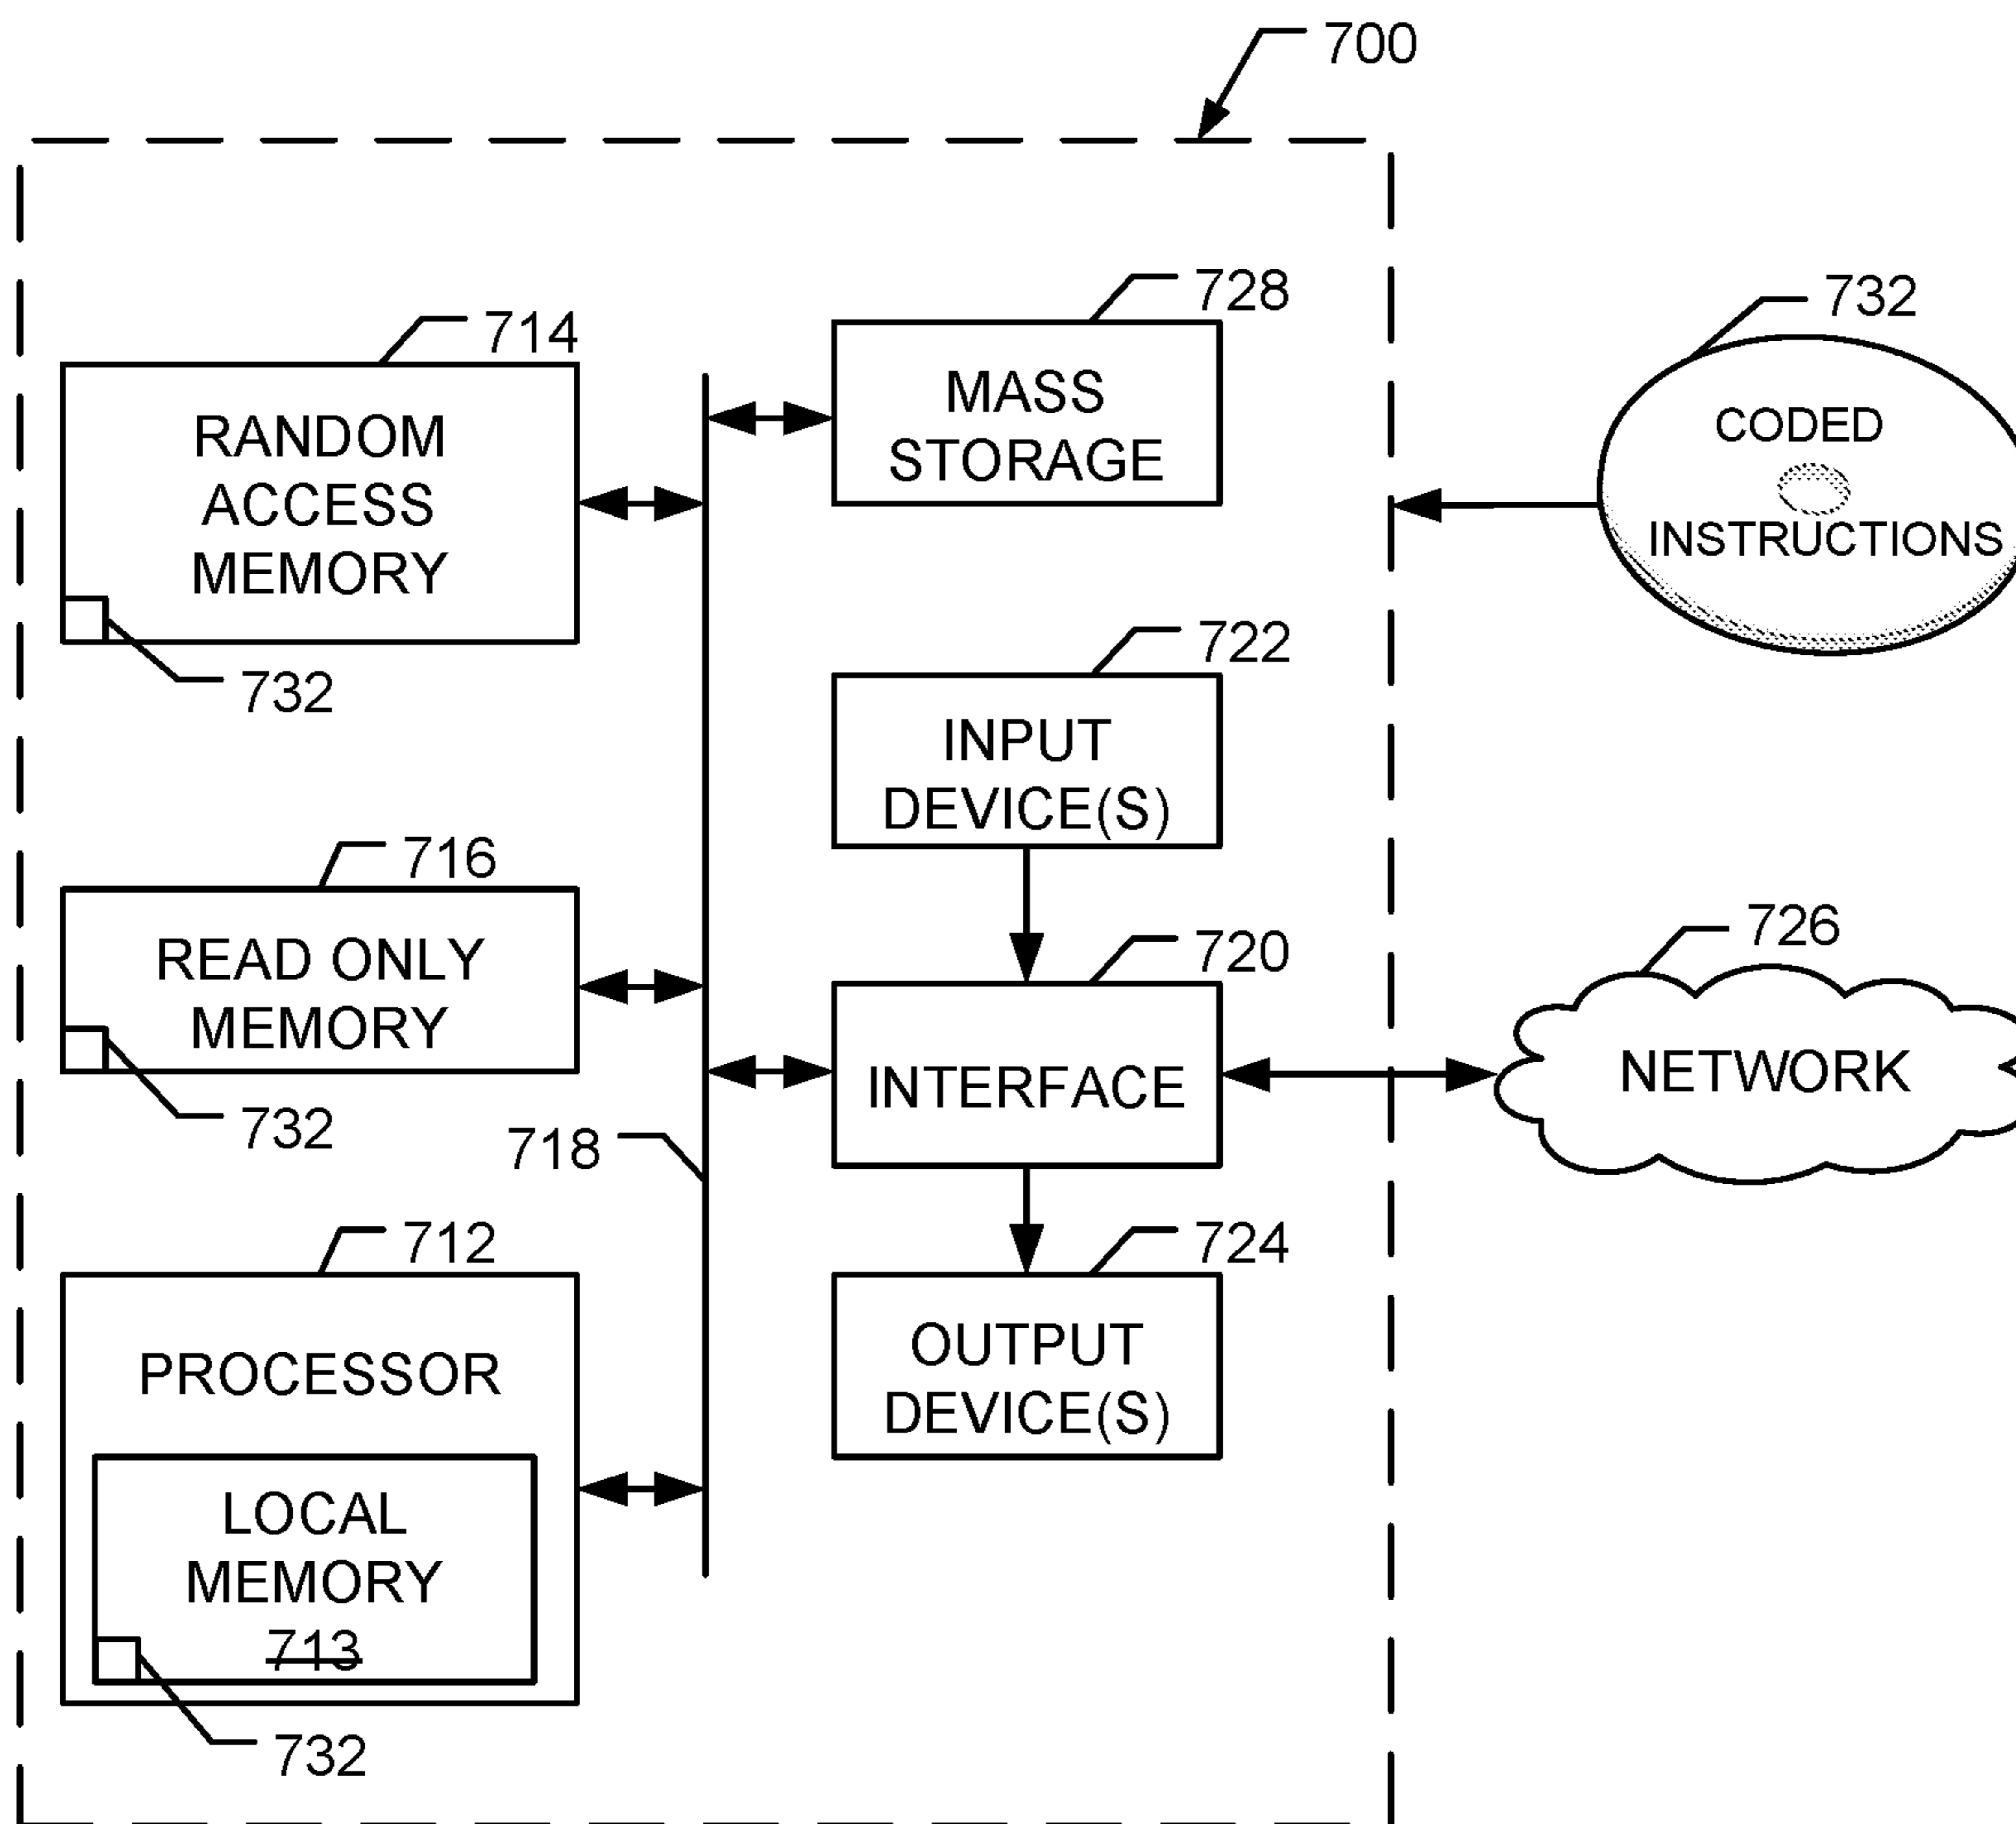 700
728
732
714
MASS
STORAGE
RANDOM
ACCESS
MEMORY
CODED
INSTRUCTIONS
732
722
INPUT
DEVICE(S)
716
726
720
READ ONLY
MEMORY
INTERFACE
NETWORK
732
718
712
724
OUTPUT
DEVICE(S)
PROCESSOR
LOCAL
MEMORY
713
732